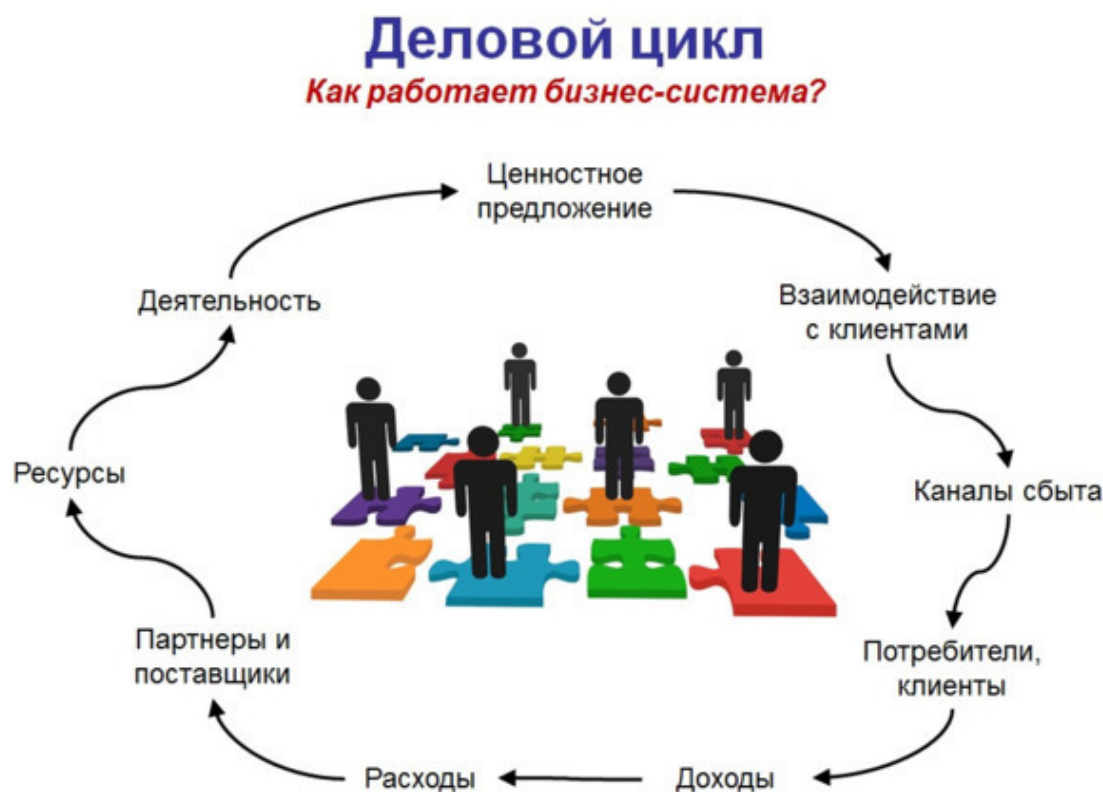 Деловой цикл
Как работает бизнес-система?
Ценностное
предложение
Взаимодействие
с клиентами
Каналы сбыта
Потребители,
клиенты
Доходы
Расходы
Партнеры и
поставщики
Ресурсы
Деятельность